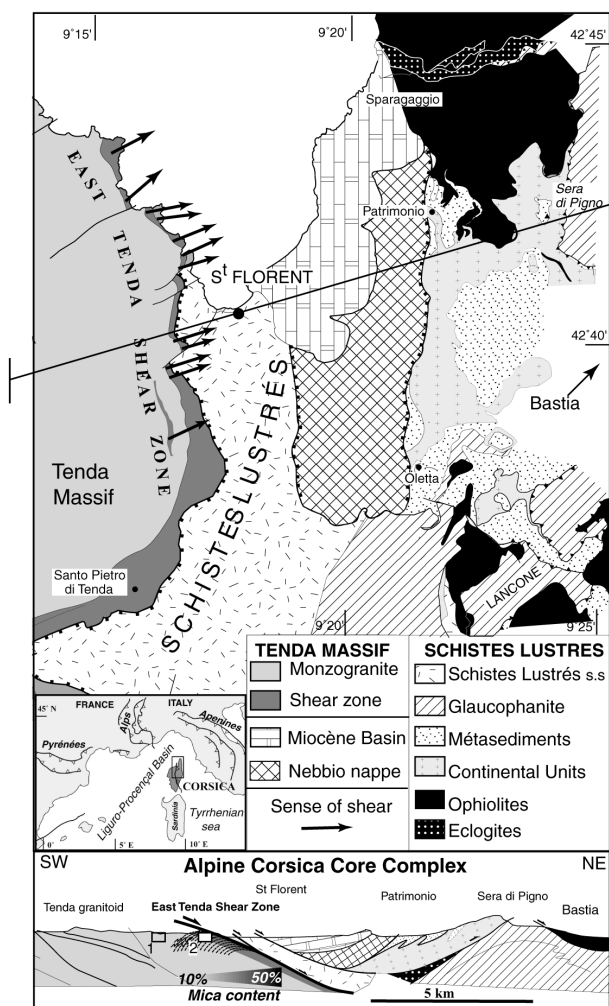 9°15'
9°20'
42°45'
Sparagaggio
EAST TENDA SHEAR ZONE
Patrimonio
Sera
di Pigno
St FLORENT
42°40'
Bastia
SCHISTES LUSTRÉS
Tenda
Massif
Oletta
Santo Pietro
di Tenda
LANCONE
9°20'
9°25'
TENDA MASSIF
Monzogranite
Shear zone
Miocène Basin
Nebbio nappe
Sense of shear
SCHISTES LUSTRES
Schistes Lustrés s.s
Glaucophanite
Métasediments
Continental Units
Ophiolites
Eclogites
45° N
FRANCE
ITALY
Alps
Apenines
Pyrénées
Liguro-Provençal Basin
CORSICA
Sardinia
Tyrrhenian
sea
0°
5° E
10° E
SW
Alpine Corsica Core Complex
NE
St Florent
Tenda granitoid
East Tenda Shear Zone
Patrimonio
Sera di Pigno
Bastia
1
2
10%
50%
Mica content
5 km